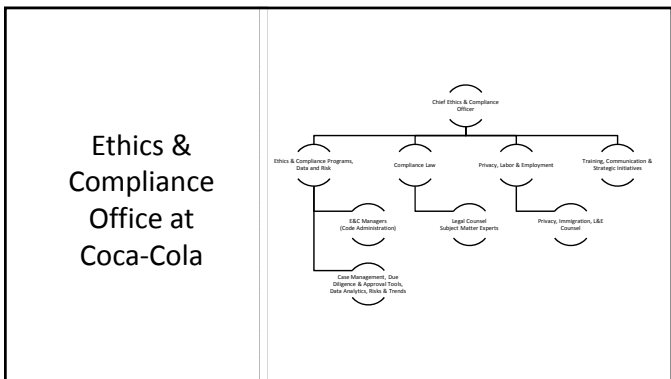 Ethics &
Compliance
Office at
Coca-Cola
Chief Ethics & Compliance
Officer
Ethics & Compliance Programs,
Data and Risk
Compliance Law
Privacy, Labor & Employment
Training, Communication &
Strategic Initiatives
E&C Managers
(Code Administration)
Legal Counsel
Subject Matter Experts
Privacy, Immigration, L&E
Counsel
Case Management, Due
Diligence & Approval Tools,
Data Analytics, Risks & Trends